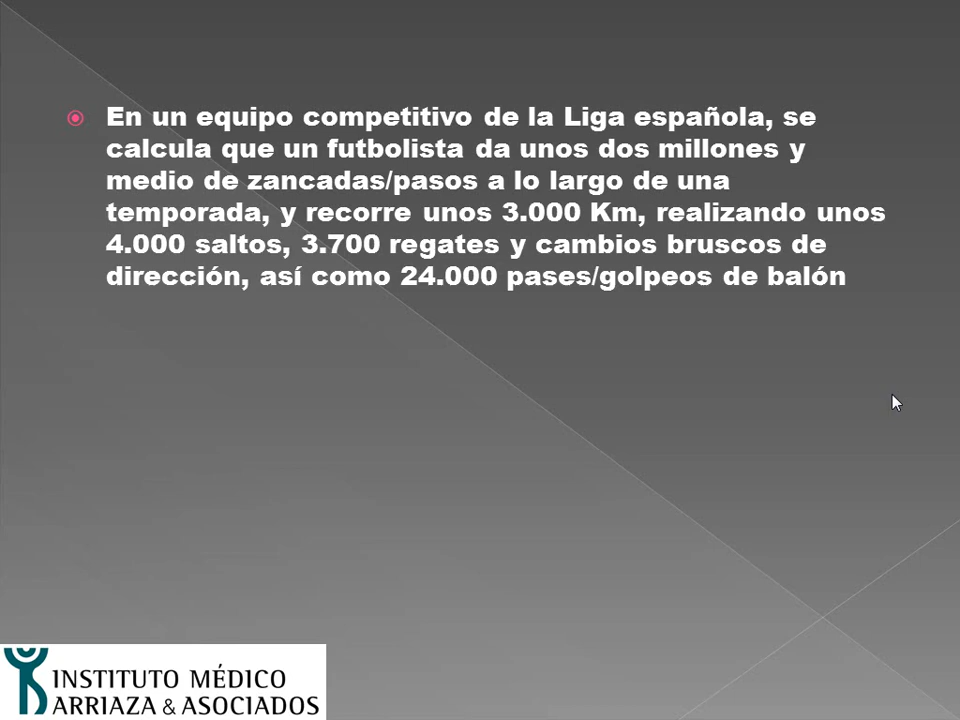 En un equipo competitivo de la Liga española, se
calcula que un futbolista da unos dos millones y
medio de zancadas/pasos a lo largo de una
temporada, y recorre unos 3.000 Km, realizando unos
4.000 saltos, 3.700 regates y cambios bruscos de
dirección, así como 24.000 pases/golpeos de balón
INSTITUTO MÉDICO
ARRIAZA & ASOCIADOS